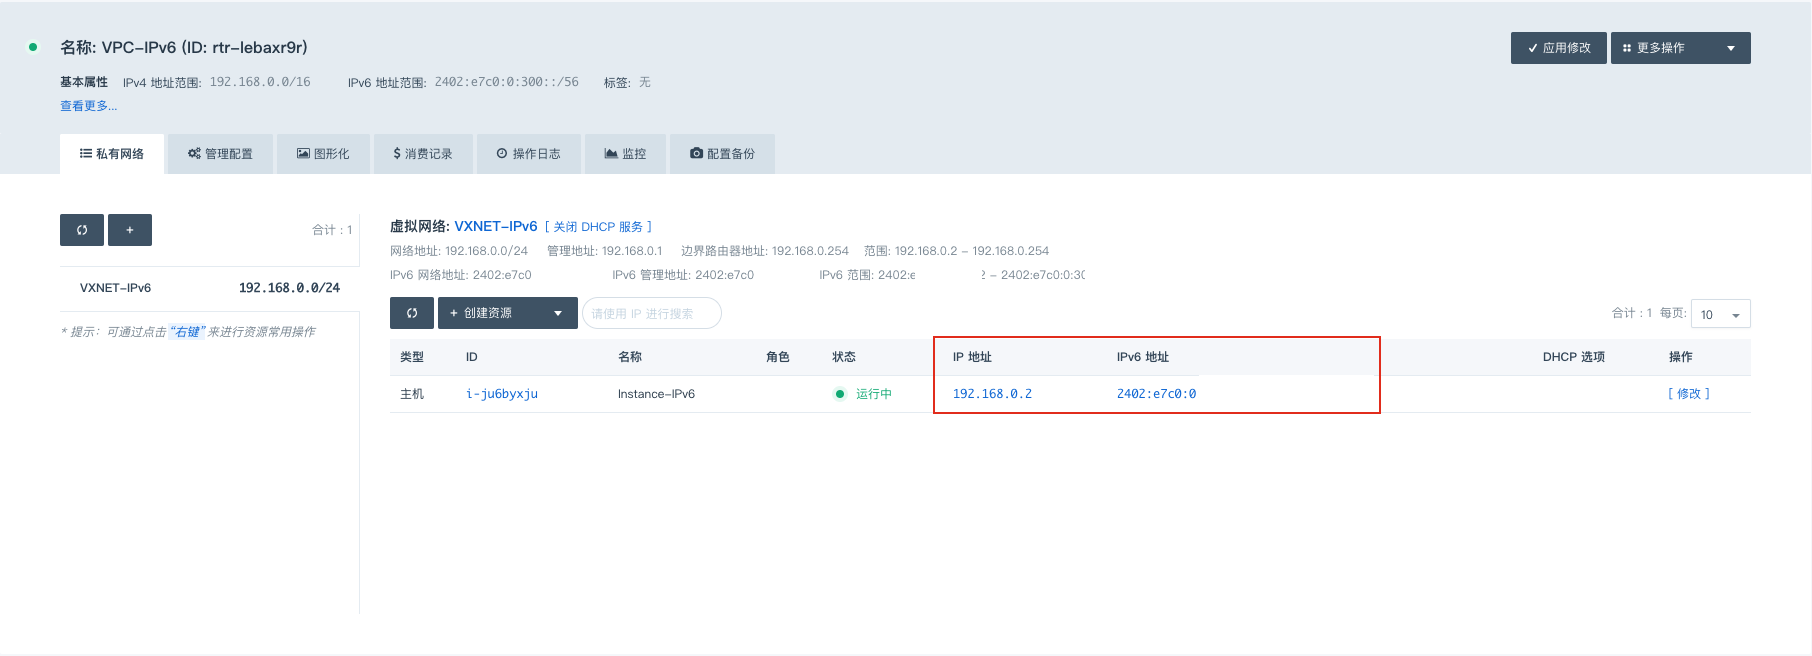 名称: VPC-IPv6 (ID: rtr-lebaxr9r)
应用修改 更多操作
基本属性 IPv4 地址范围: 192.168.0.0/16 IPv6 地址范围: 2402:e7c0:0:300::/56 标签: 无
查看更多...
私有网络 管理配置 图形化 消费记录 操作日志 监控 配置备份
合计 : 1
VXNET-IPv6 192.168.0.0/24
* 提示: 可通过点击“右键”来进行资源常用操作
虚拟网络: VXNET-IPv6 [ 关闭 DHCP 服务 ]
网络地址: 192.168.0.0/24 管理地址: 192.168.0.1 边界路由器地址: 192.168.0.254 范围: 192.168.0.2 - 192.168.0.254
IPv6 网络地址: 2402:e7c0 IPv6 管理地址: 2402:e7c0 IPv6 范围: 2402:e 2 - 2402:e7c0:0:30
+ 创建资源 请使用 IP 进行搜索 合计 : 1 每页: 10
类型 ID 名称 角色 状态 IP 地址 IPv6 地址 DHCP 选项 操作
主机 i-ju6byxju Instance-IPv6 运行中 192.168.0.2 2402:e7c0:0 [ 修改 ]